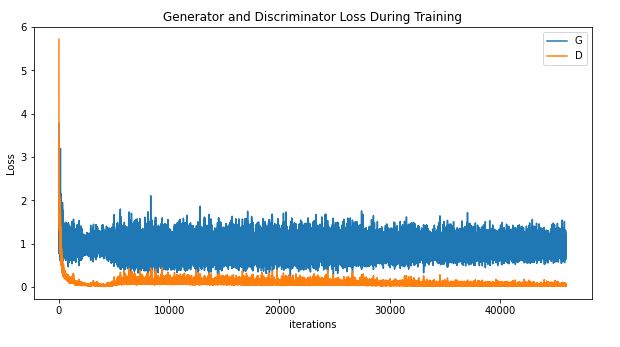 Generator and Discriminator Loss During Training
G
D
6
5
4
3
2
1
0
Loss
0
10000
20000
30000
40000
iterations